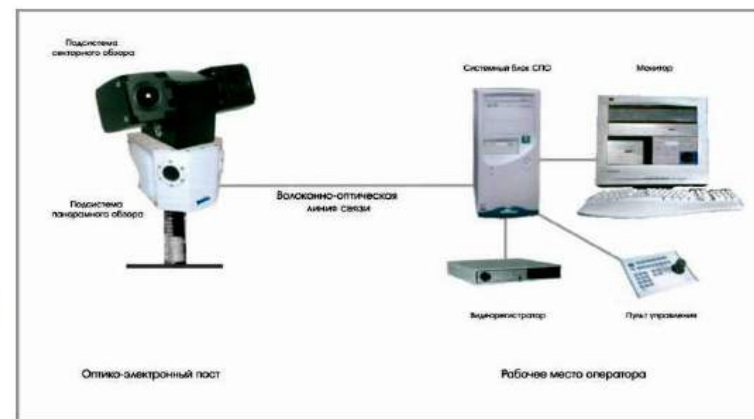 Подсистема
секторного обзора
Системный блок СПО
Монитор
Подсистема
панорамного обзора
Волоконно-оптическая
линия связи
Видеорегистратор
Пульт управления
Оптико-электронный пост
Рабочее место оператора